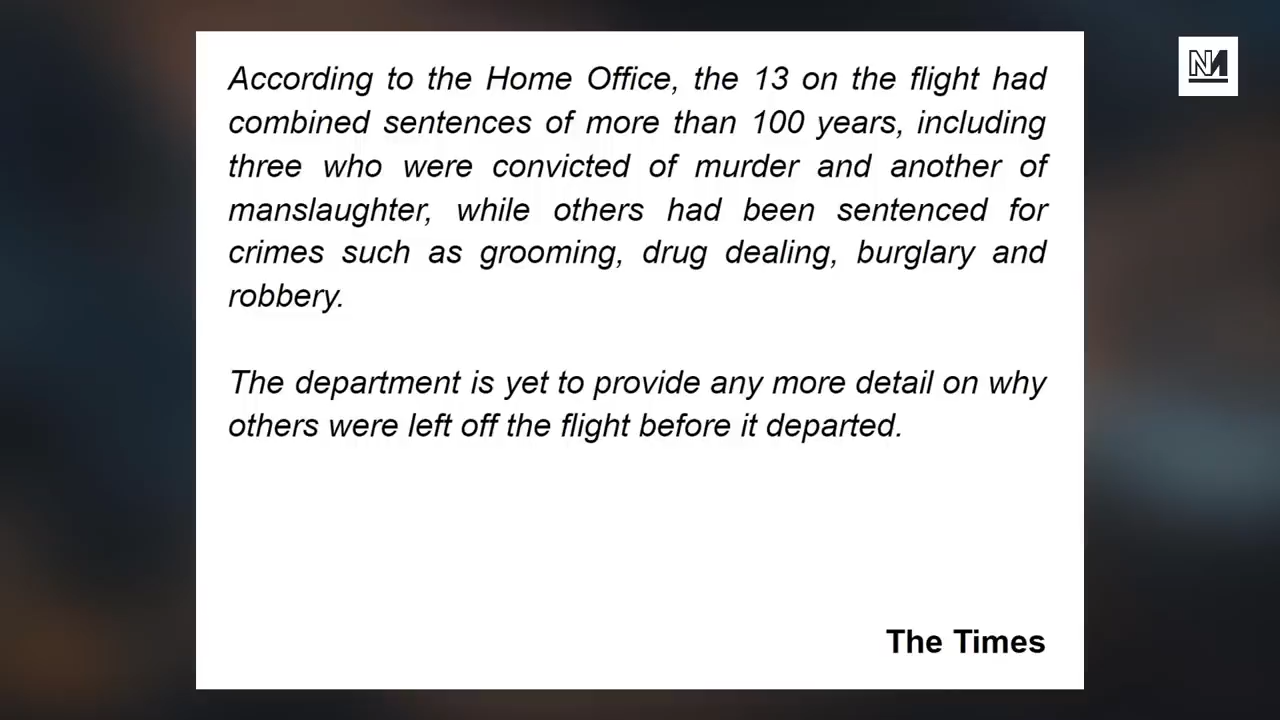 According to the Home Office, the 13 on the flight had
combined sentences of more than 100 years, including
three who were convicted of murder and another of
manslaughter, while others had been sentenced for
crimes such as grooming, drug dealing, burglary and
robbery.
The department is yet to provide any more detail on why
others were left off the flight before it departed.
The Times
NM